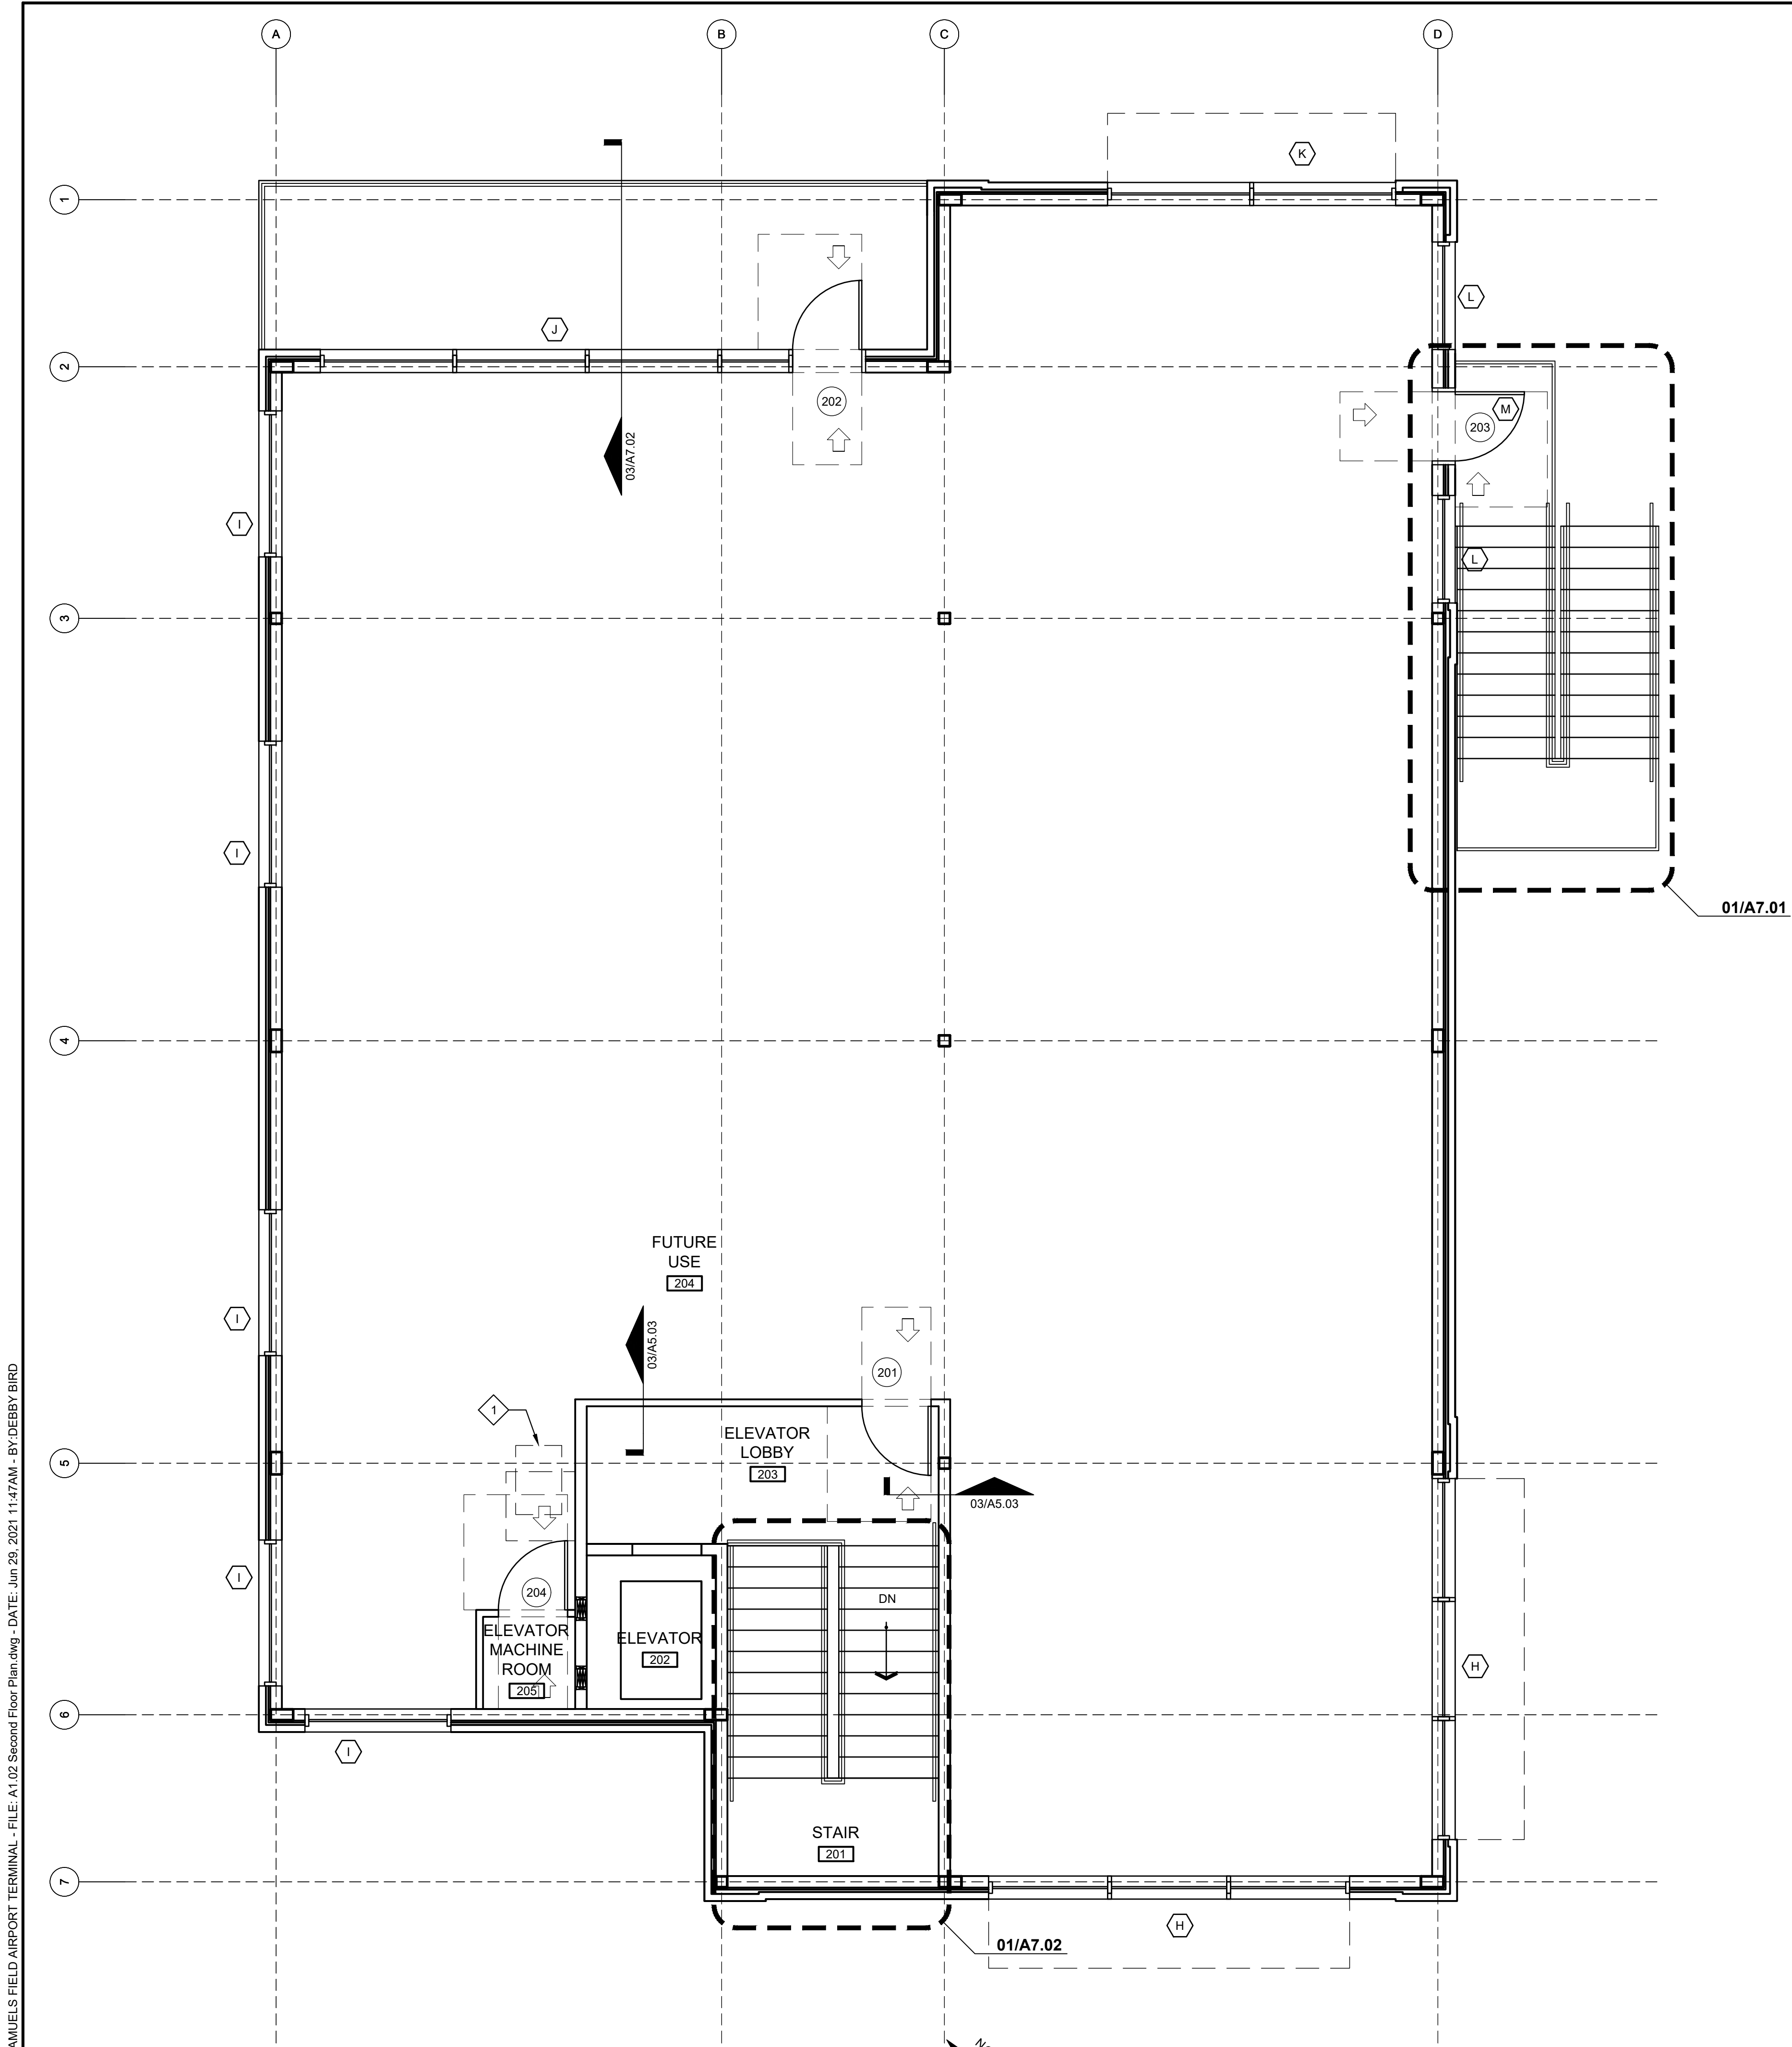 A
B
C
D
K
1
L
J
2
202
M
203
03/A7.02
I
L
3
I
01/A7.01
4
FUTURE
USE
204
I
03/A5.03
201
1
ELEVATOR
LOBBY
203
5
03/A5.03
I
204
DN
ELEVATOR
MACHINE
ROOM
205
ELEVATOR
202
H
6
I
STAIR
201
7
H
01/A7.02
AMUELS FIELD AIRPORT TERMINAL - FILE: A1.02 Second Floor Plan.dwg - DATE: Jun 29, 2021 11:47AM - BY:DEBBY BIRD